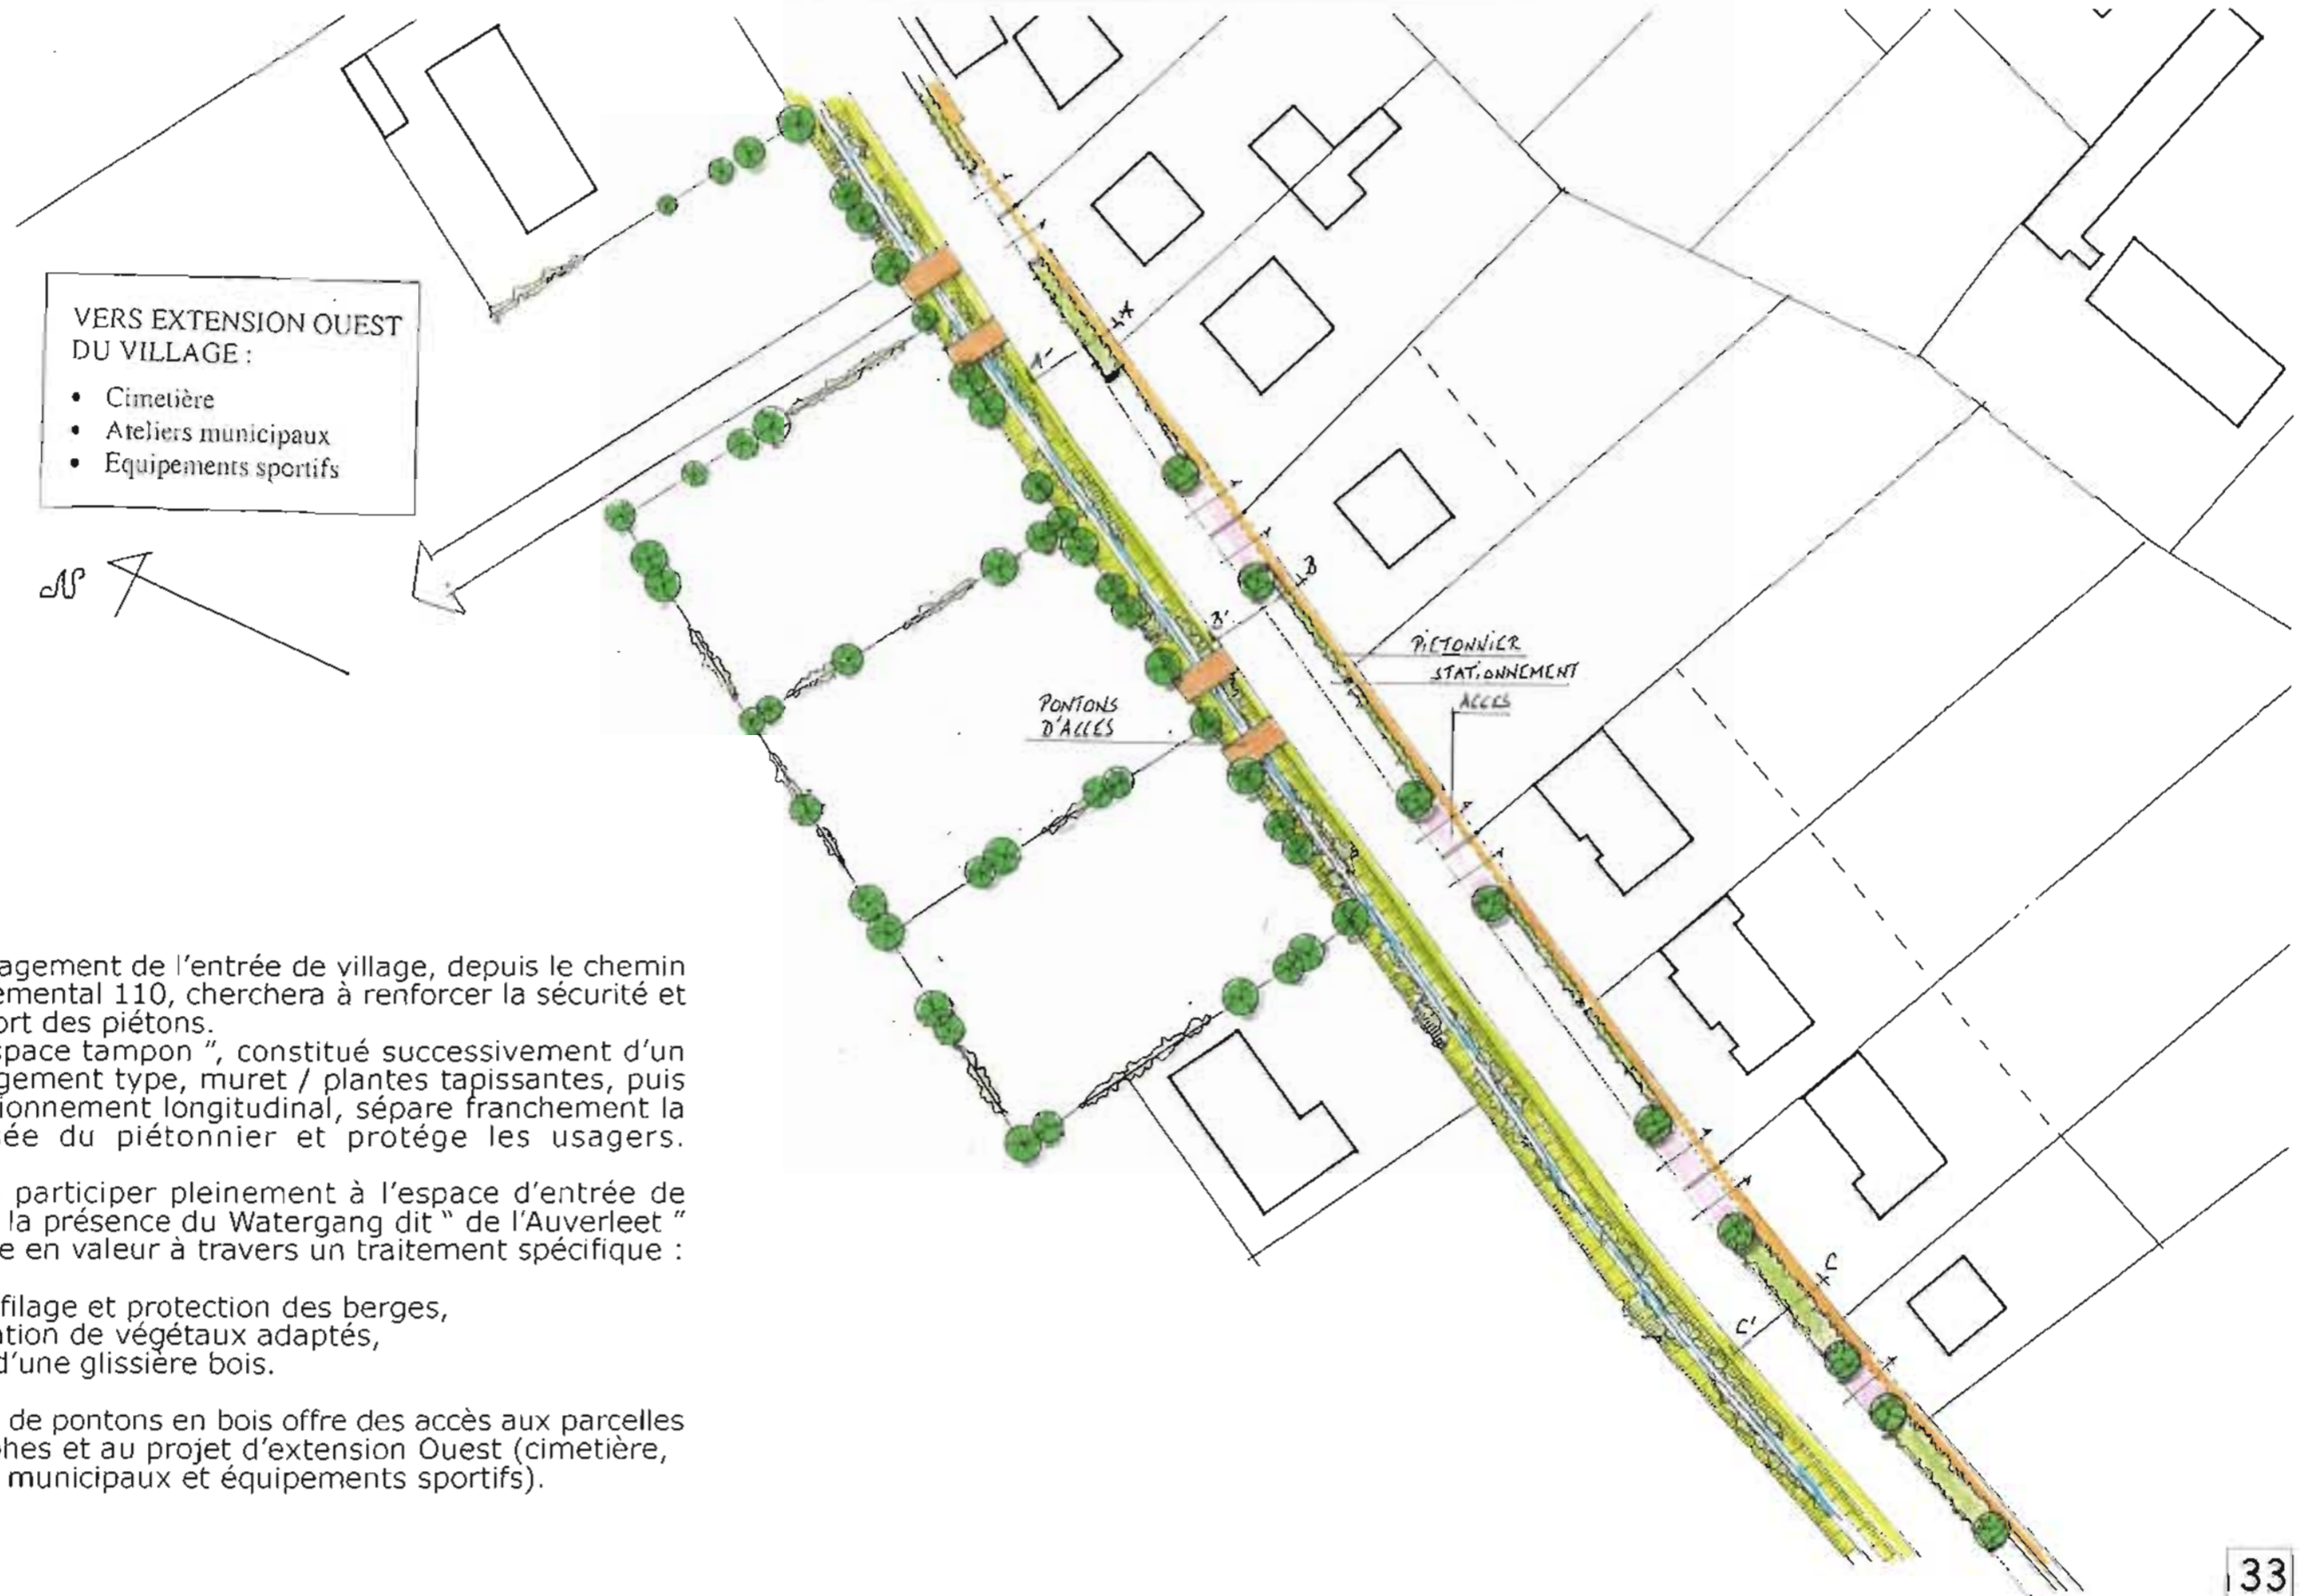 VERS EXTENSION OUEST
DU VILLAGE :
• Cimetière
• Ateliers municipaux
• Equipements sportifs
N
A'
A
B
B'
PIETONNIER
STATIONNEMENT
ACCES
PONTONS
D'ACCES
C
C'
agement de l'entrée de village, depuis le chemin
emental 110, cherchera à renforcer la sécurité et
ort des piétons.
space tampon ", constitué successivement d'un
gement type, muret / plantes tapissantes, puis
ionnement longitudinal, sépare franchement la
sée du piétonnier et protége les usagers.
participer pleinement à l'espace d'entrée de
la présence du Watergang dit " de l'Auverleet "
e en valeur à travers un traitement spécifique :
filage et protection des berges,
ation de végétaux adaptés,
d'une glissière bois.
de pontons en bois offre des accès aux parcelles
hes et au projet d'extension Ouest (cimetière,
municipaux et équipements sportifs).
33